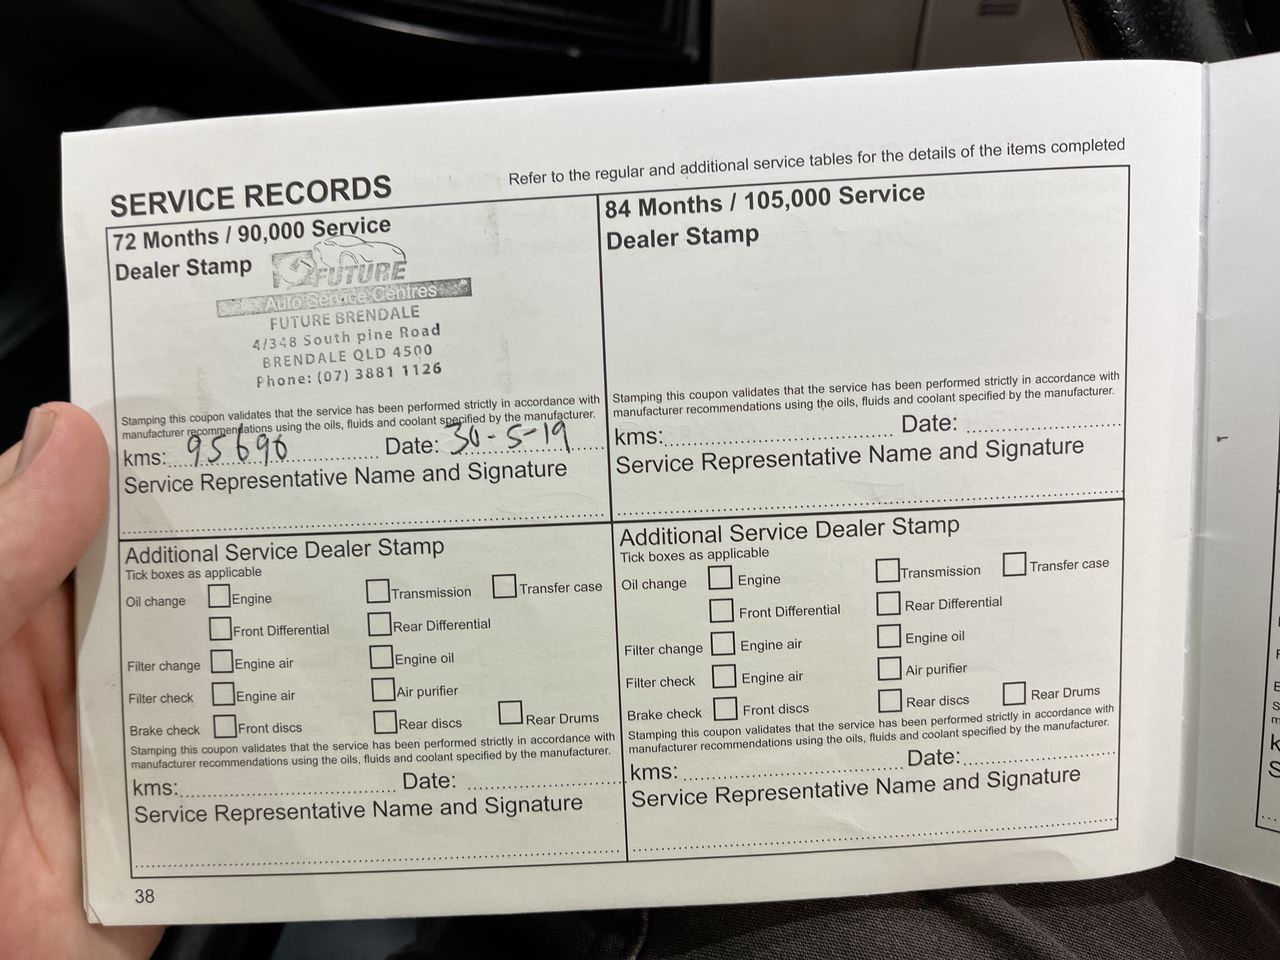 SERVICE RECORDS
Refer to the regular and additional service tables for the details of the items completed
72 Months / 90,000 Service
Dealer Stamp
FUTURE
Auto Service Centres
FUTURE BRENDALE
4/348 South pine Road
BRENDALE QLD 4500
Phone: (07) 3881 1126
Stamping this coupon validates that the service has been performed strictly in accordance with
manufacturer recommendations using the oils, fluids and coolant specified by the manufacturer.
kms: 95690 Date: 30-5-19
Service Representative Name and Signature
84 Months / 105,000 Service
Dealer Stamp
Stamping this coupon validates that the service has been performed strictly in accordance with
manufacturer recommendations using the oils, fluids and coolant specified by the manufacturer.
kms: Date:
Service Representative Name and Signature
Additional Service Dealer Stamp
Tick boxes as applicable
Oil change Engine Transmission Transfer case
Front Differential Rear Differential
Filter change Engine air Engine oil
Filter check Engine air Air purifier
Brake check Front discs Rear discs Rear Drums
Stamping this coupon validates that the service has been performed strictly in accordance with
manufacturer recommendations using the oils, fluids and coolant specified by the manufacturer.
kms: Date:
Service Representative Name and Signature
Additional Service Dealer Stamp
Tick boxes as applicable
Oil change Engine Transmission Transfer case
Front Differential Rear Differential
Filter change Engine air Engine oil
Filter check Engine air Air purifier
Brake check Front discs Rear discs Rear Drums
Stamping this coupon validates that the service has been performed strictly in accordance with
manufacturer recommendations using the oils, fluids and coolant specified by the manufacturer.
kms: Date:
Service Representative Name and Signature
38